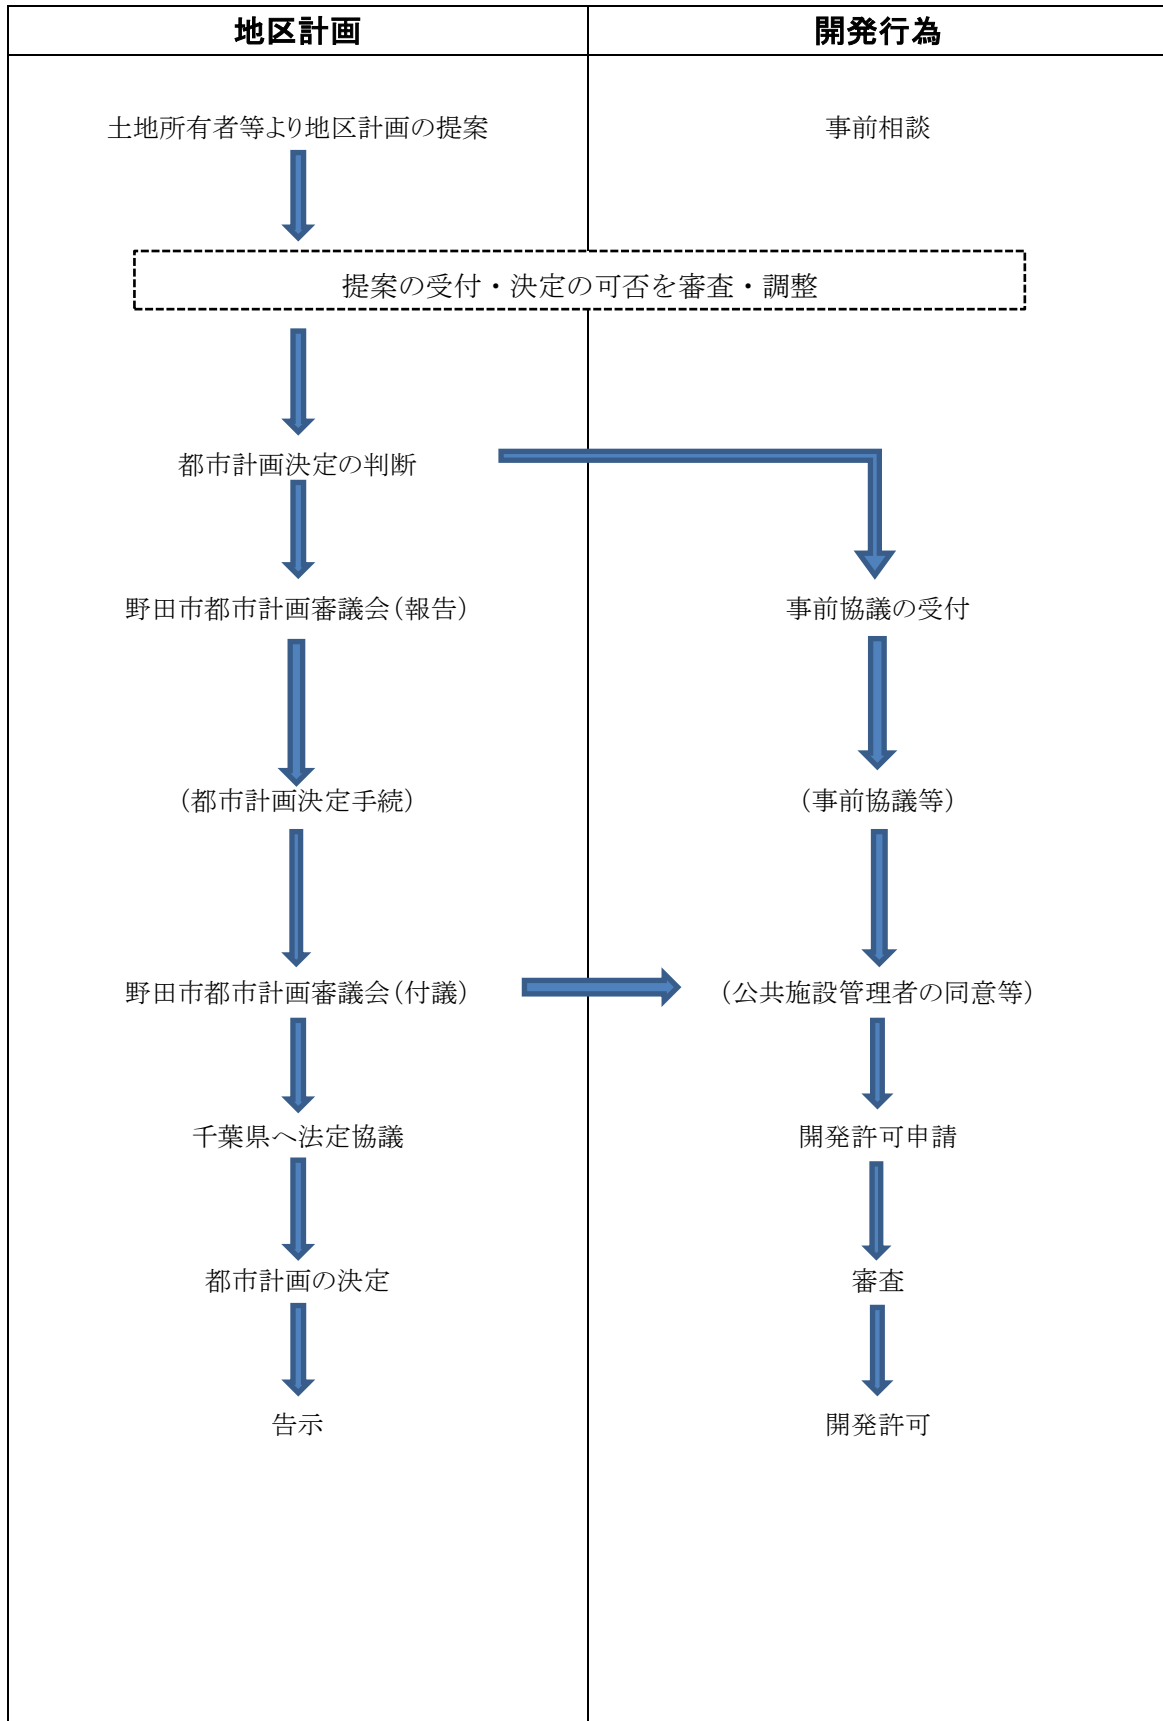 地区計画
開発行為
土地所有者等より地区計画の提案
事前相談
提案の受付・決定の可否を審査・調整
都市計画決定の判断
野田市都市計画審議会(報告)
事前協議の受付
(都市計画決定手続)
(事前協議等)
野田市都市計画審議会(付議)
(公共施設管理者の同意等)
千葉県へ法定協議
開発許可申請
都市計画の決定
審査
告示
開発許可